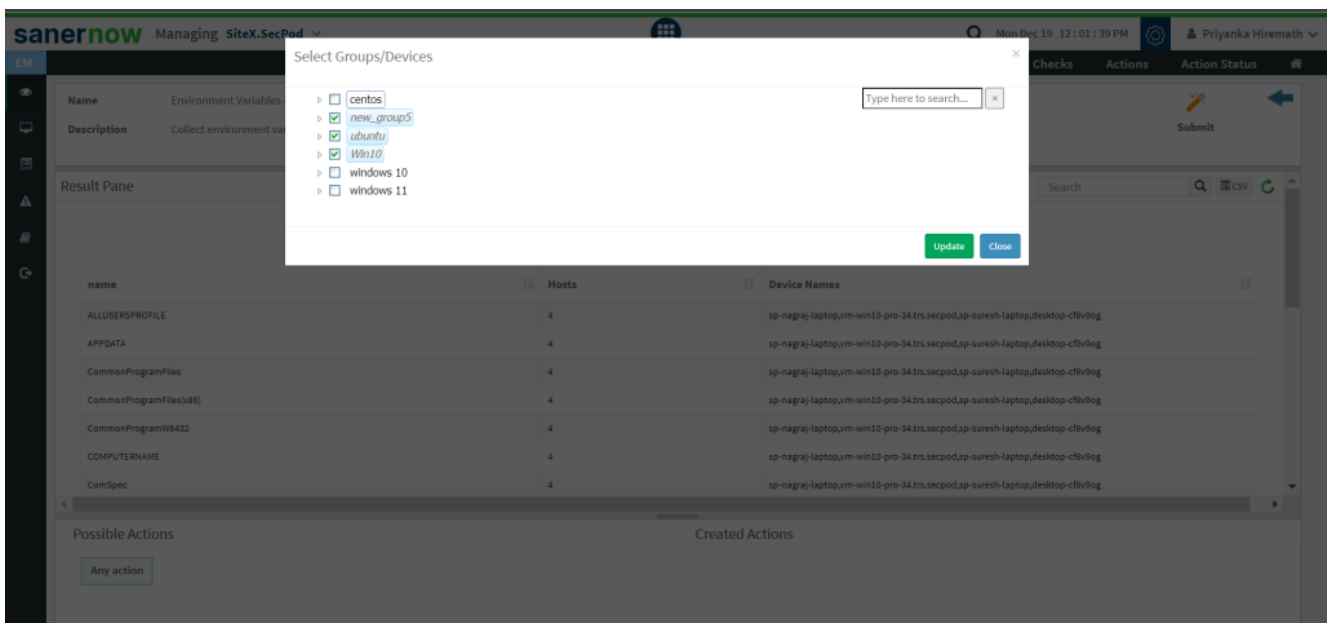 sanernow Managing SiteX.SecPod Mon Dec 19 12:01:39 PM Priyanka Hiremath
Select Groups/Devices ×
EM Checks Actions Action Status
centos Type here to search... ×
new_group5
ubuntu
Win10
windows 10
windows 11
Update Close
Name Environment Variables
Description Collect environment va
Submit
Result Pane Search CSV
name Hosts Device Names
ALLUSERSPROFILE 4 sp-nagraj-laptop,vm-win10-pro-34.trs.secpod,sp-suresh-laptop,desktop-cf8v9og
APPDATA 4 sp-nagraj-laptop,vm-win10-pro-34.trs.secpod,sp-suresh-laptop,desktop-cf8v9og
CommonProgramFiles 4 sp-nagraj-laptop,vm-win10-pro-34.trs.secpod,sp-suresh-laptop,desktop-cf8v9og
CommonProgramFiles(x86) 4 sp-nagraj-laptop,vm-win10-pro-34.trs.secpod,sp-suresh-laptop,desktop-cf8v9og
CommonProgramW6432 4 sp-nagraj-laptop,vm-win10-pro-34.trs.secpod,sp-suresh-laptop,desktop-cf8v9og
COMPUTERNAME 4 sp-nagraj-laptop,vm-win10-pro-34.trs.secpod,sp-suresh-laptop,desktop-cf8v9og
ComSpec 4 sp-nagraj-laptop,vm-win10-pro-34.trs.secpod,sp-suresh-laptop,desktop-cf8v9og
Possible Actions Created Actions
Any action